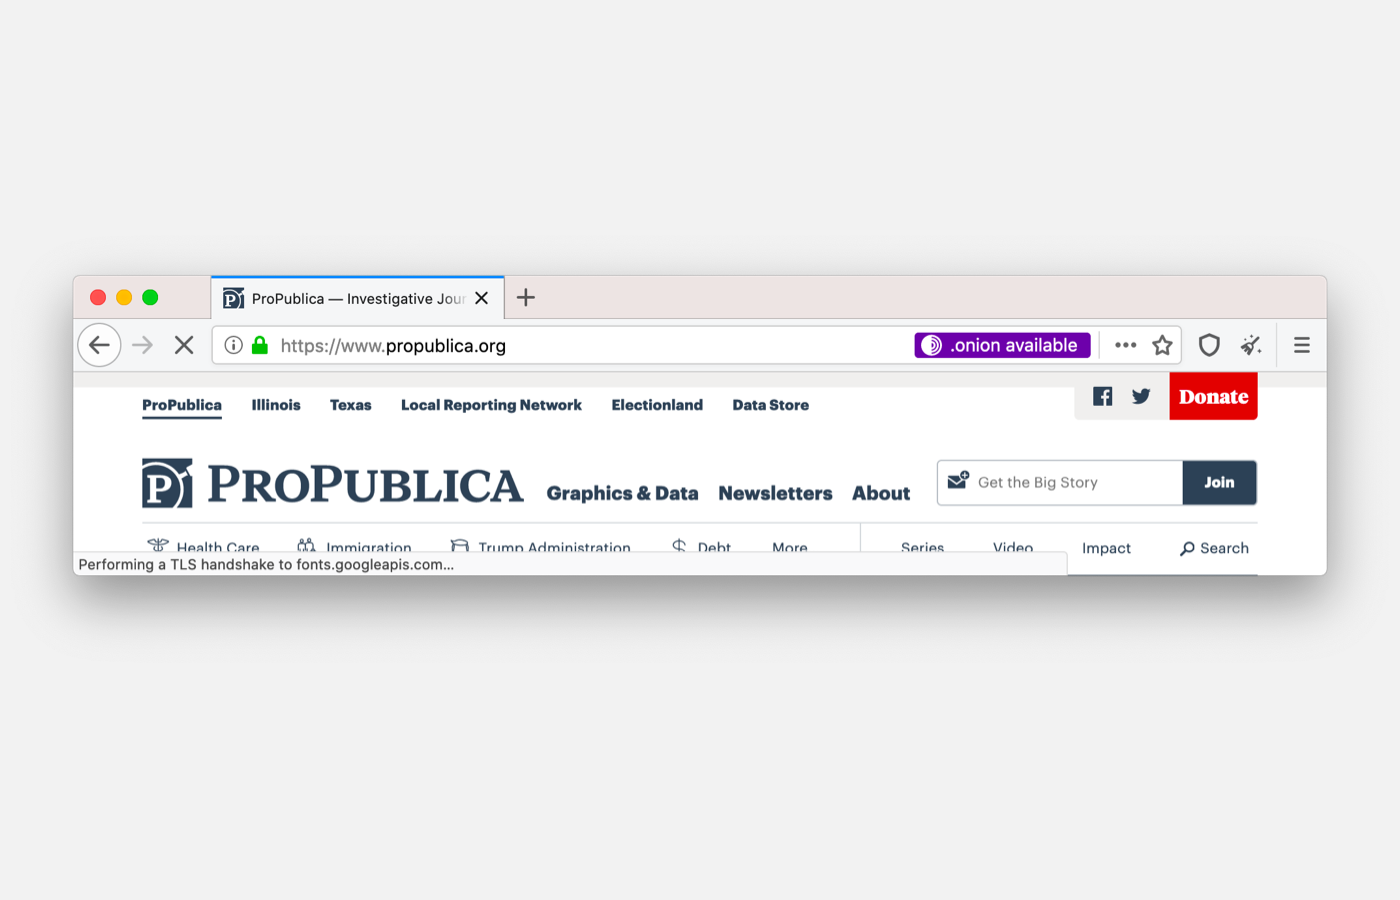 ProPublica — Investigative Jour
https://www.propublica.org .onion available
ProPublica Illinois Texas Local Reporting Network Electionland Data Store Donate
PROPUBLICA Graphics & Data Newsletters About Get the Big Story Join
Health Care Immigration Trump Administration Debt More Series Video Impact Search
Performing a TLS handshake to fonts.googleapis.com...